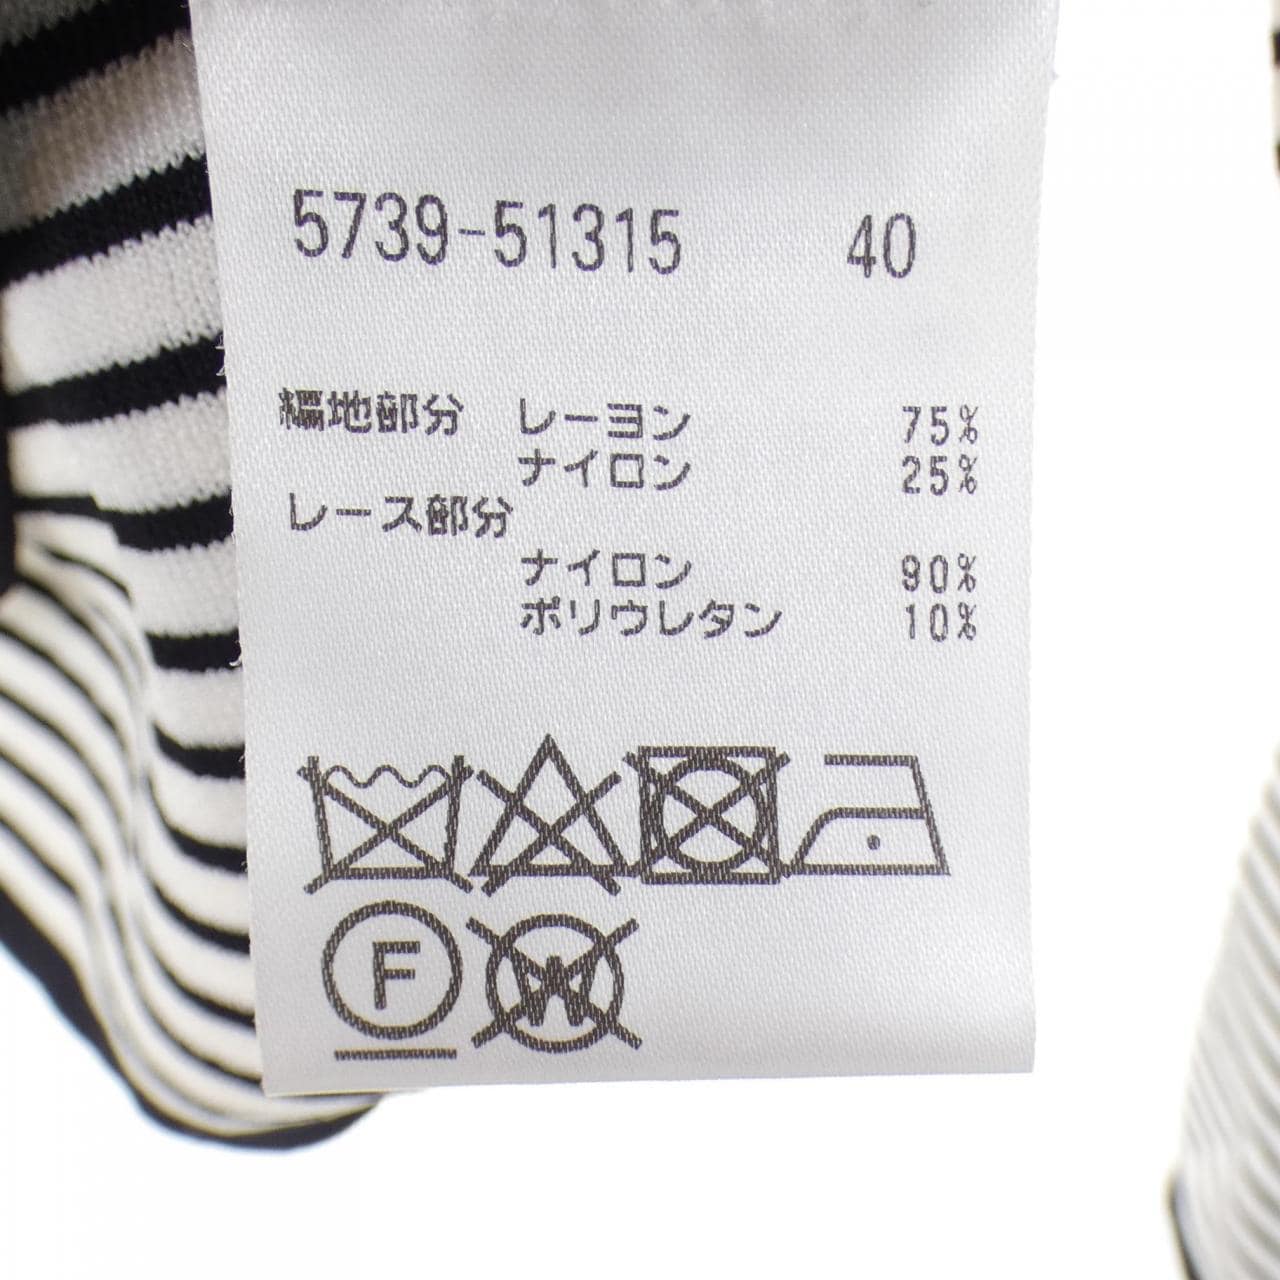 5739-51315 40
編地部分 レーヨン 75%
ナイロン 25%
レース部分
ナイロン 90%
ポリウレタン 10%
F W